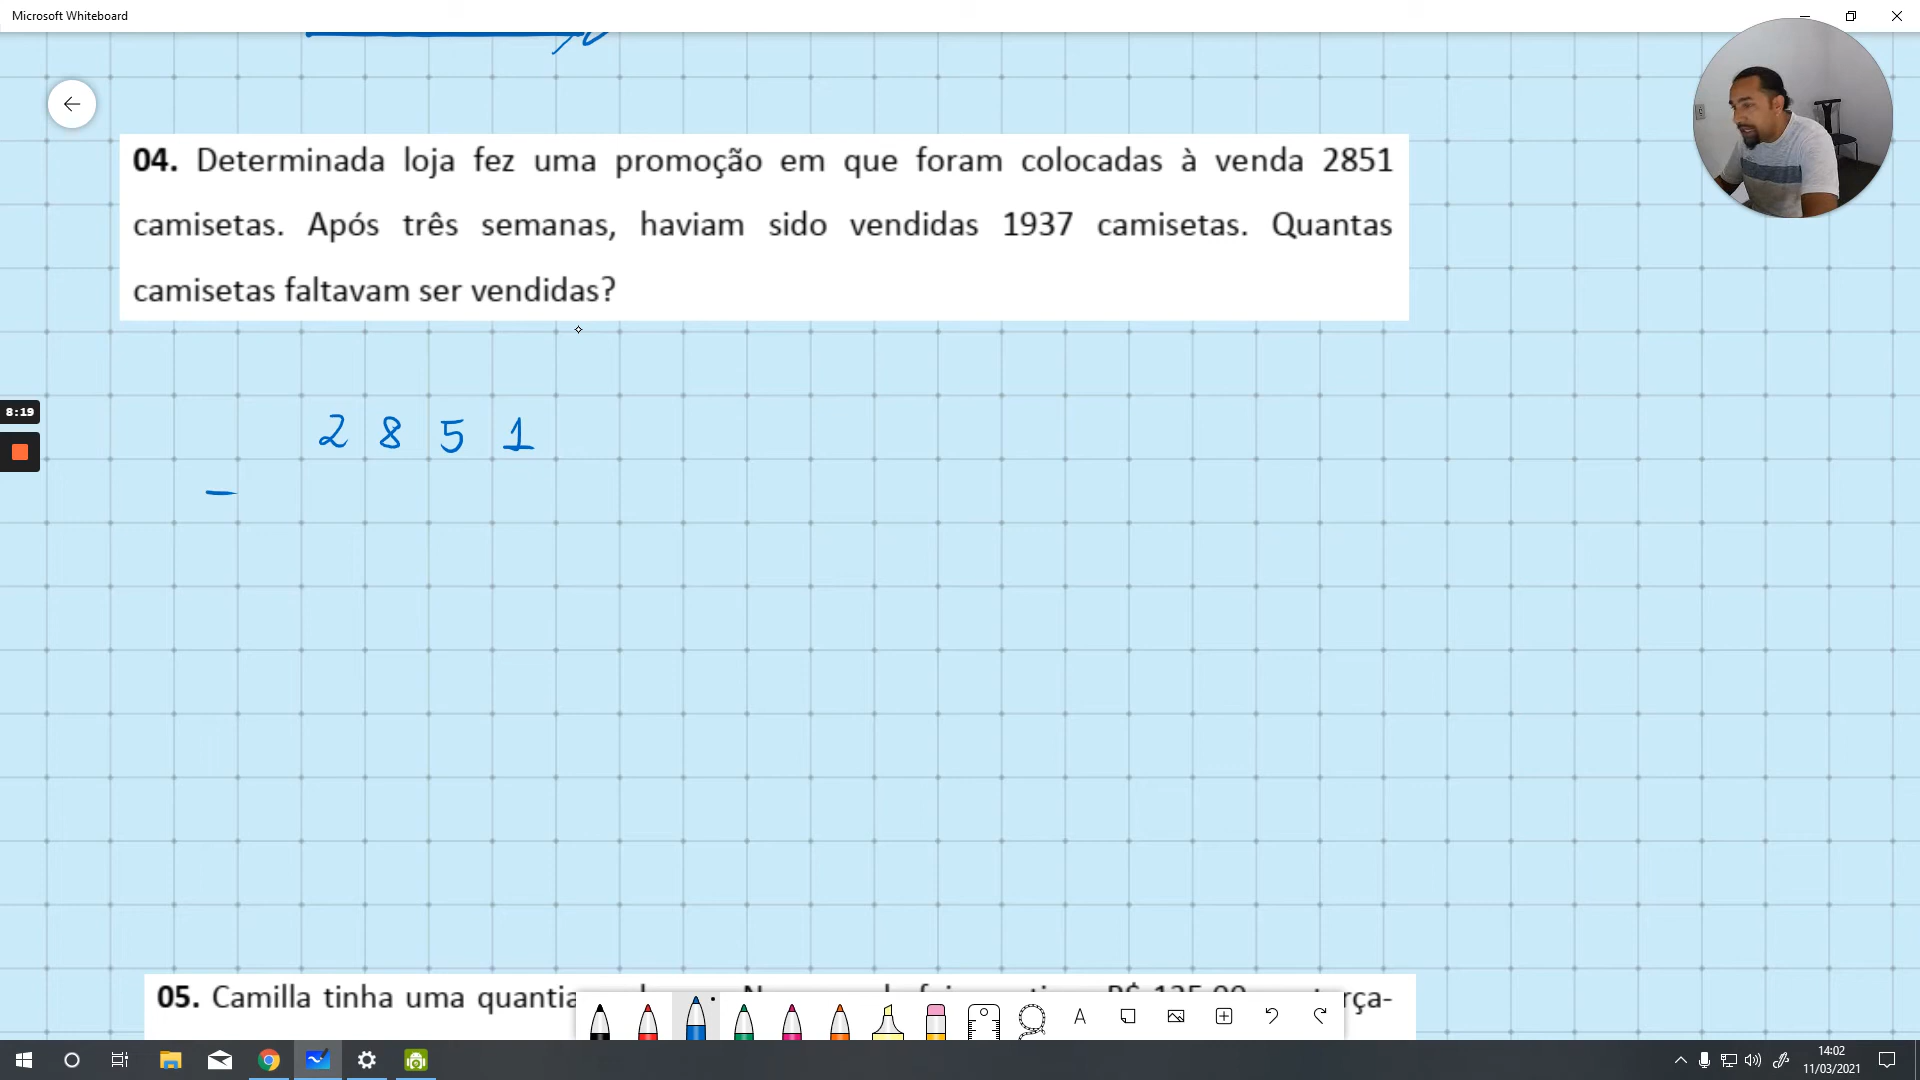 Microsoft Whiteboard
04. Determinada loja fez uma promoção em que foram colocadas à venda 2851
camisetas. Após três semanas, haviam sido vendidas 1937 camisetas. Quantas
camisetas faltavam ser vendidas?
8:19
2 8 5 1
–
05. Camilla tinha uma quantia
A
14:02
11/03/2021